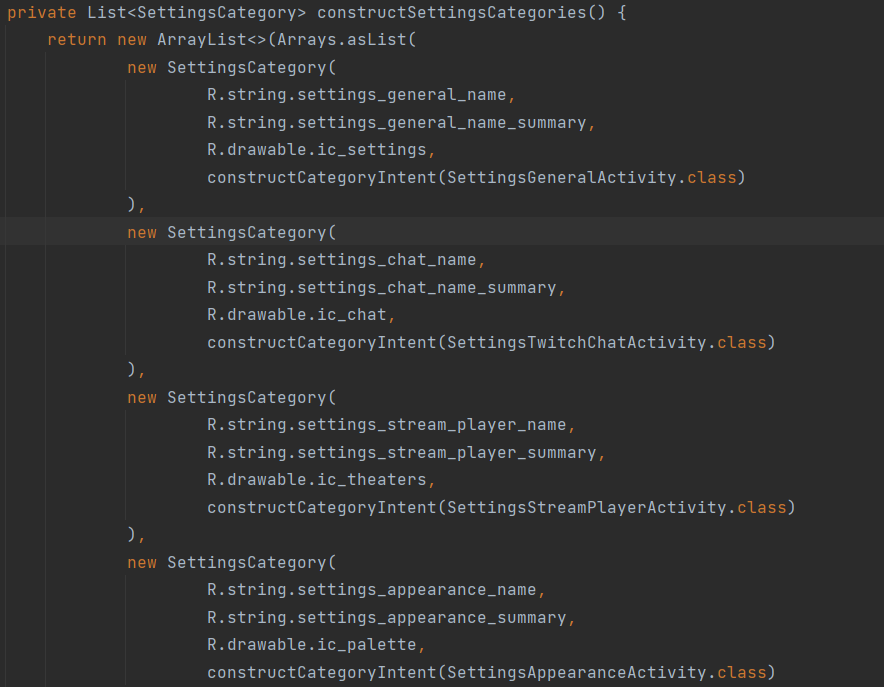 private List<SettingsCategory> constructSettingsCategories() {
return new ArrayList<>(Arrays.asList(
new SettingsCategory(
R.string.settings_general_name,
R.string.settings_general_name_summary,
R.drawable.ic_settings,
constructCategoryIntent(SettingsGeneralActivity.class)
),
new SettingsCategory(
R.string.settings_chat_name,
R.string.settings_chat_name_summary,
R.drawable.ic_chat,
constructCategoryIntent(SettingsTwitchChatActivity.class)
),
new SettingsCategory(
R.string.settings_stream_player_name,
R.string.settings_stream_player_summary,
R.drawable.ic_theaters,
constructCategoryIntent(SettingsStreamPlayerActivity.class)
),
new SettingsCategory(
R.string.settings_appearance_name,
R.string.settings_appearance_summary,
R.drawable.ic_palette,
constructCategoryIntent(SettingsAppearanceActivity.class)